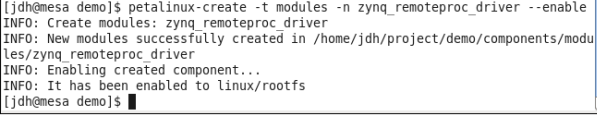 [jdh@mesa demo]$ petalinux-create -t modules -n zynq_remoteproc_driver --enable
INFO: Create modules: zynq_remoteproc_driver
INFO: New modules successfully created in /home/jdh/project/demo/components/modu
les/zynq_remoteproc_driver
INFO: Enabling created component...
INFO: It has been enabled to linux/rootfs
[jdh@mesa demo]$